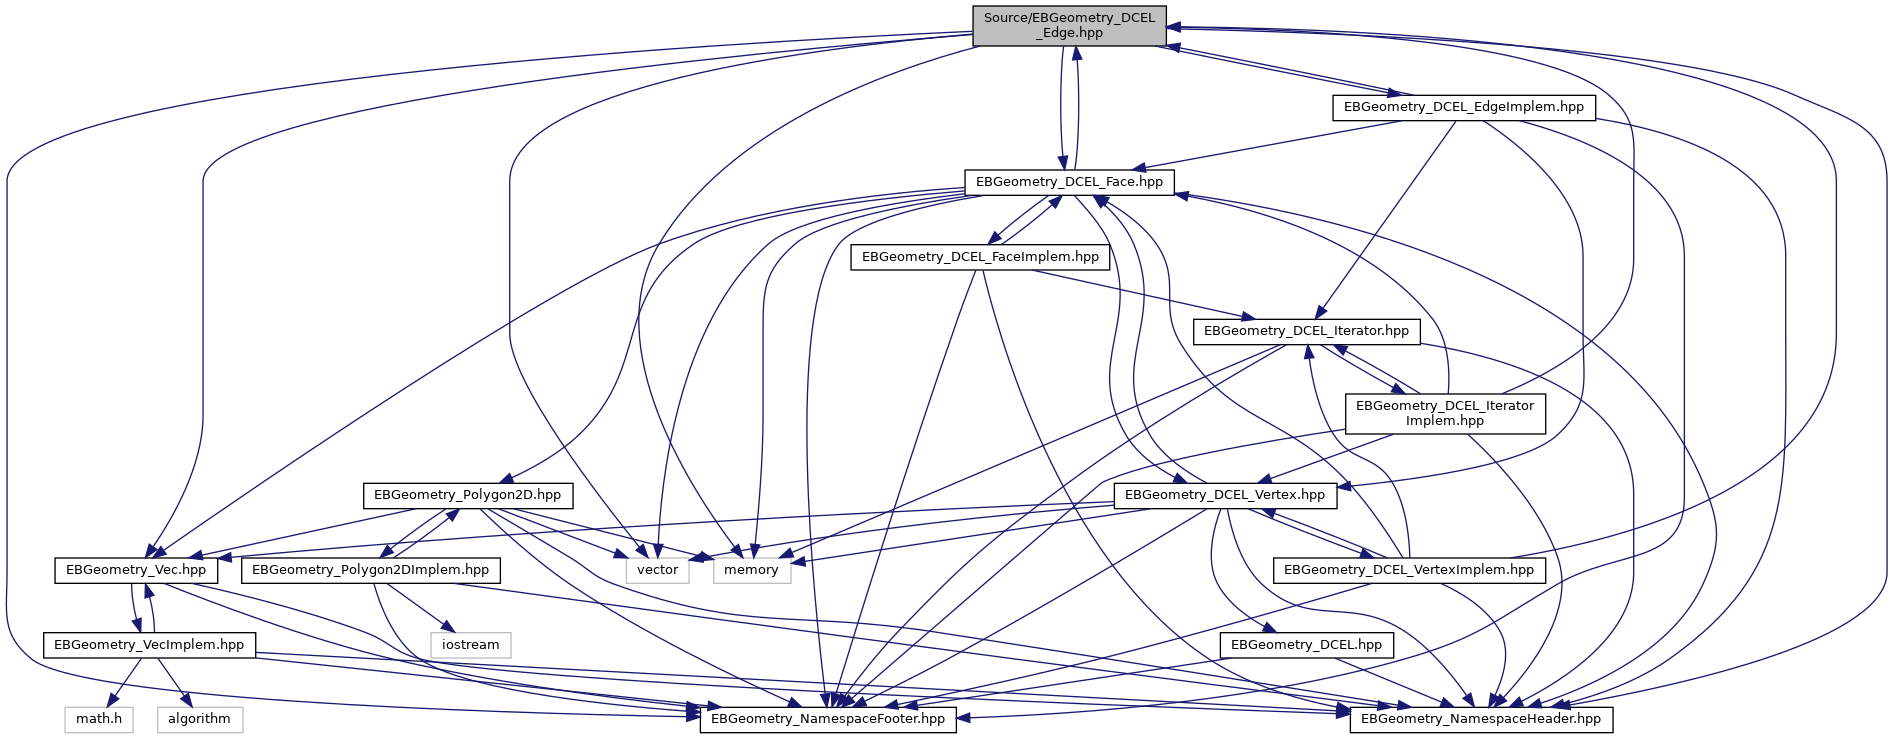 Source/EBGeometry_DCEL
_Edge.hpp
EBGeometry_DCEL_EdgeImplem.hpp
EBGeometry_DCEL_Face.hpp
EBGeometry_DCEL_FaceImplem.hpp
EBGeometry_DCEL_Iterator.hpp
EBGeometry_DCEL_Iterator
Implem.hpp
EBGeometry_Polygon2D.hpp
EBGeometry_DCEL_Vertex.hpp
EBGeometry_Vec.hpp
EBGeometry_Polygon2DImplem.hpp
vector
memory
EBGeometry_DCEL_VertexImplem.hpp
EBGeometry_VecImplem.hpp
iostream
EBGeometry_DCEL.hpp
math.h
algorithm
EBGeometry_NamespaceFooter.hpp
EBGeometry_NamespaceHeader.hpp